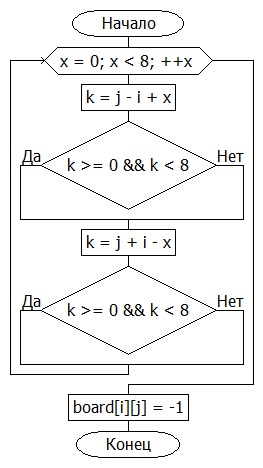 Начало
x = 0; x < 8; ++x
k = j - i + x
Да
Нет
k >= 0 && k < 8
k = j + i - x
Да
Нет
k >= 0 && k < 8
board[i][j] = -1
Конец